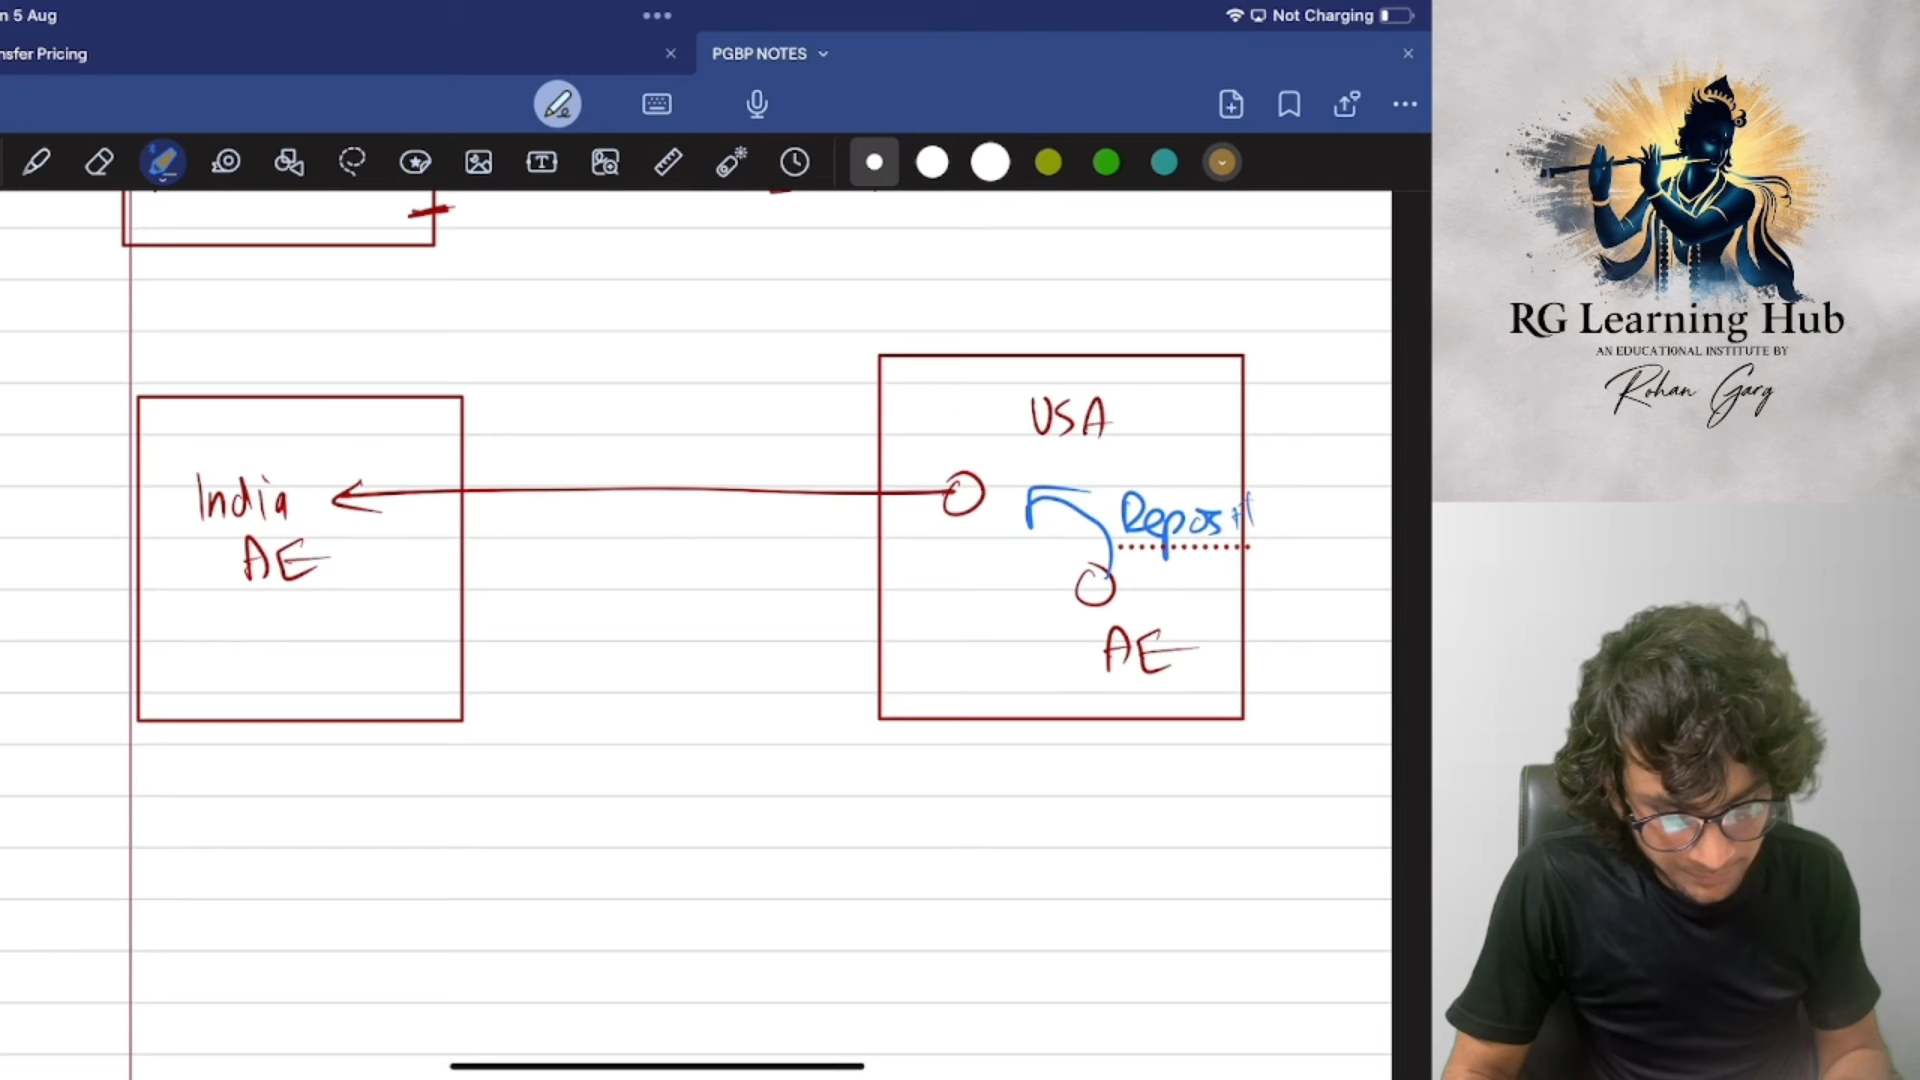 n 5 Aug
Not Charging
nsfer Pricing
PGBP NOTES
RG Learning Hub
AN EDUCATIONAL INSTITUTE BY
Rohan Garg
USA
India
AE
Deposit
AE